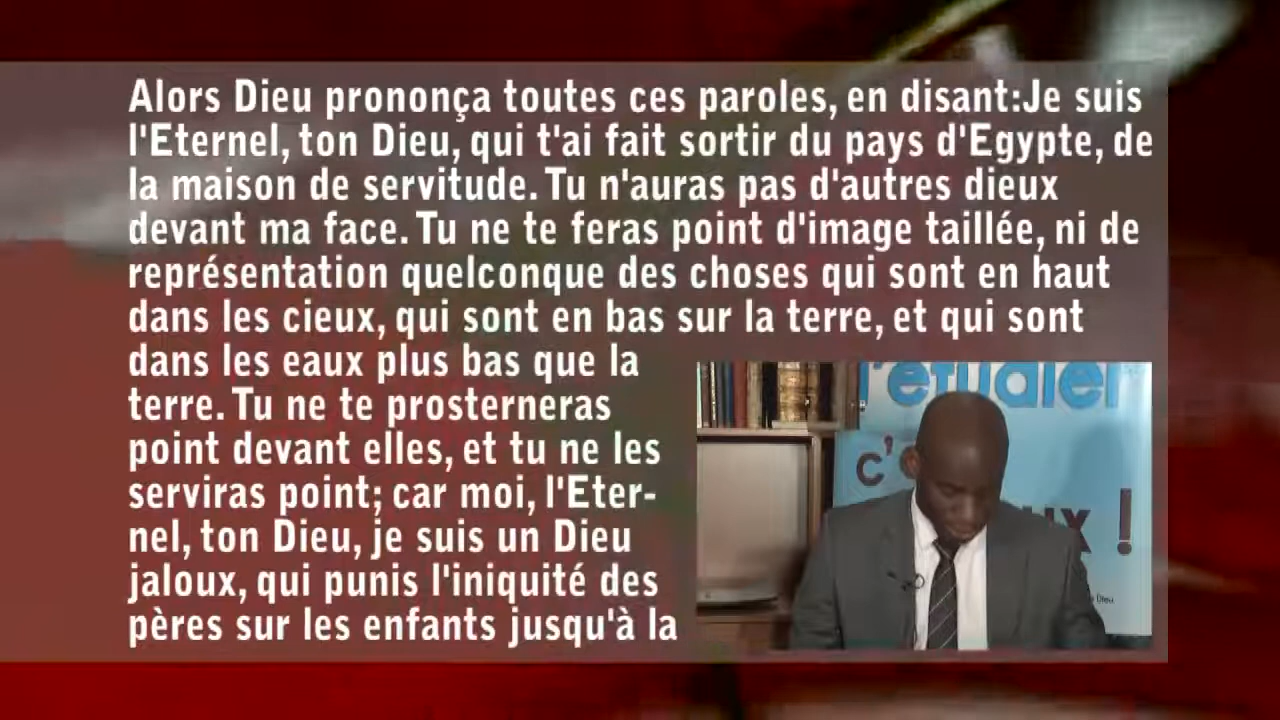 Alors Dieu prononça toutes ces paroles, en disant:Je suis
l'Eternel, ton Dieu, qui t'ai fait sortir du pays d'Egypte, de
la maison de servitude. Tu n'auras pas d'autres dieux
devant ma face. Tu ne te feras point d'image taillée, ni de
représentation quelconque des choses qui sont en haut
dans les cieux, qui sont en bas sur la terre, et qui sont
dans les eaux plus bas que la
terre. Tu ne te prosterneras
point devant elles, et tu ne les
serviras point; car moi, l'Eter-
nel, ton Dieu, je suis un Dieu
jaloux, qui punis l'iniquité des
pères sur les enfants jusqu'à la
l'étudier
c'
ux !
Dieu